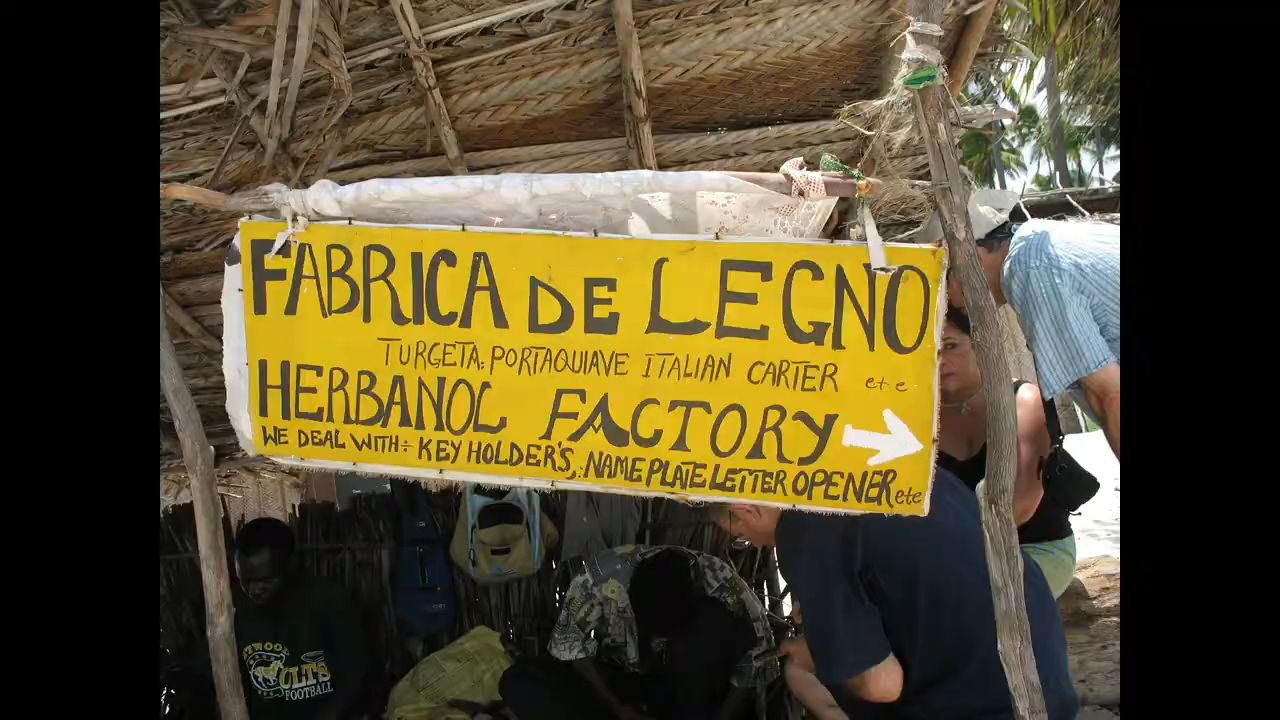 FABRICA DE LEGNO
TURGETA: PORTAQUIAVE ITALIAN CARTER etc
HERBANOL FACTORY
WE DEAL WITH÷ KEY HOLDER'S,:NAME PLATE LETTER OPENER etc
FOOTBALL